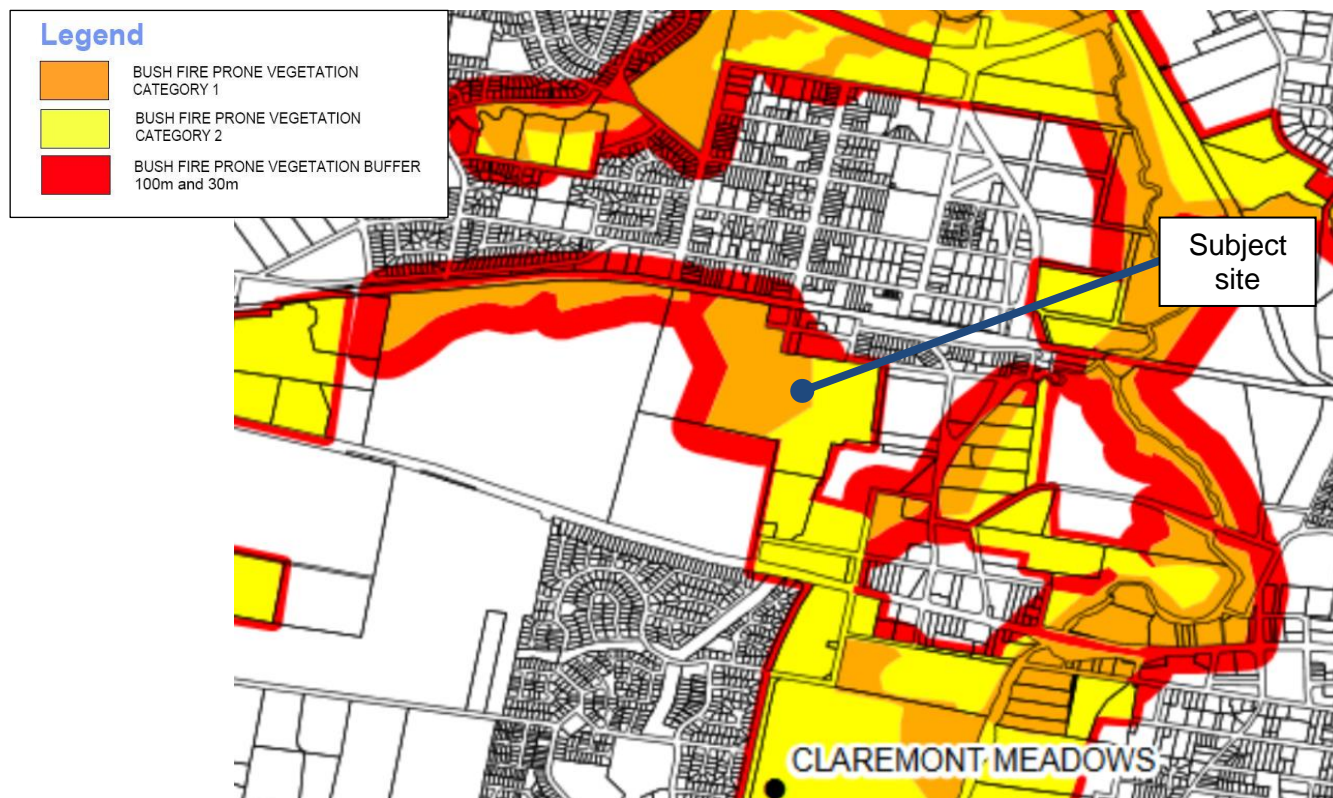 Legend
BUSH FIRE PRONE VEGETATION
CATEGORY 1
BUSH FIRE PRONE VEGETATION
CATEGORY 2
BUSH FIRE PRONE VEGETATION BUFFER
100m and 30m
Subject
site
CLAREMONT MEADOWS